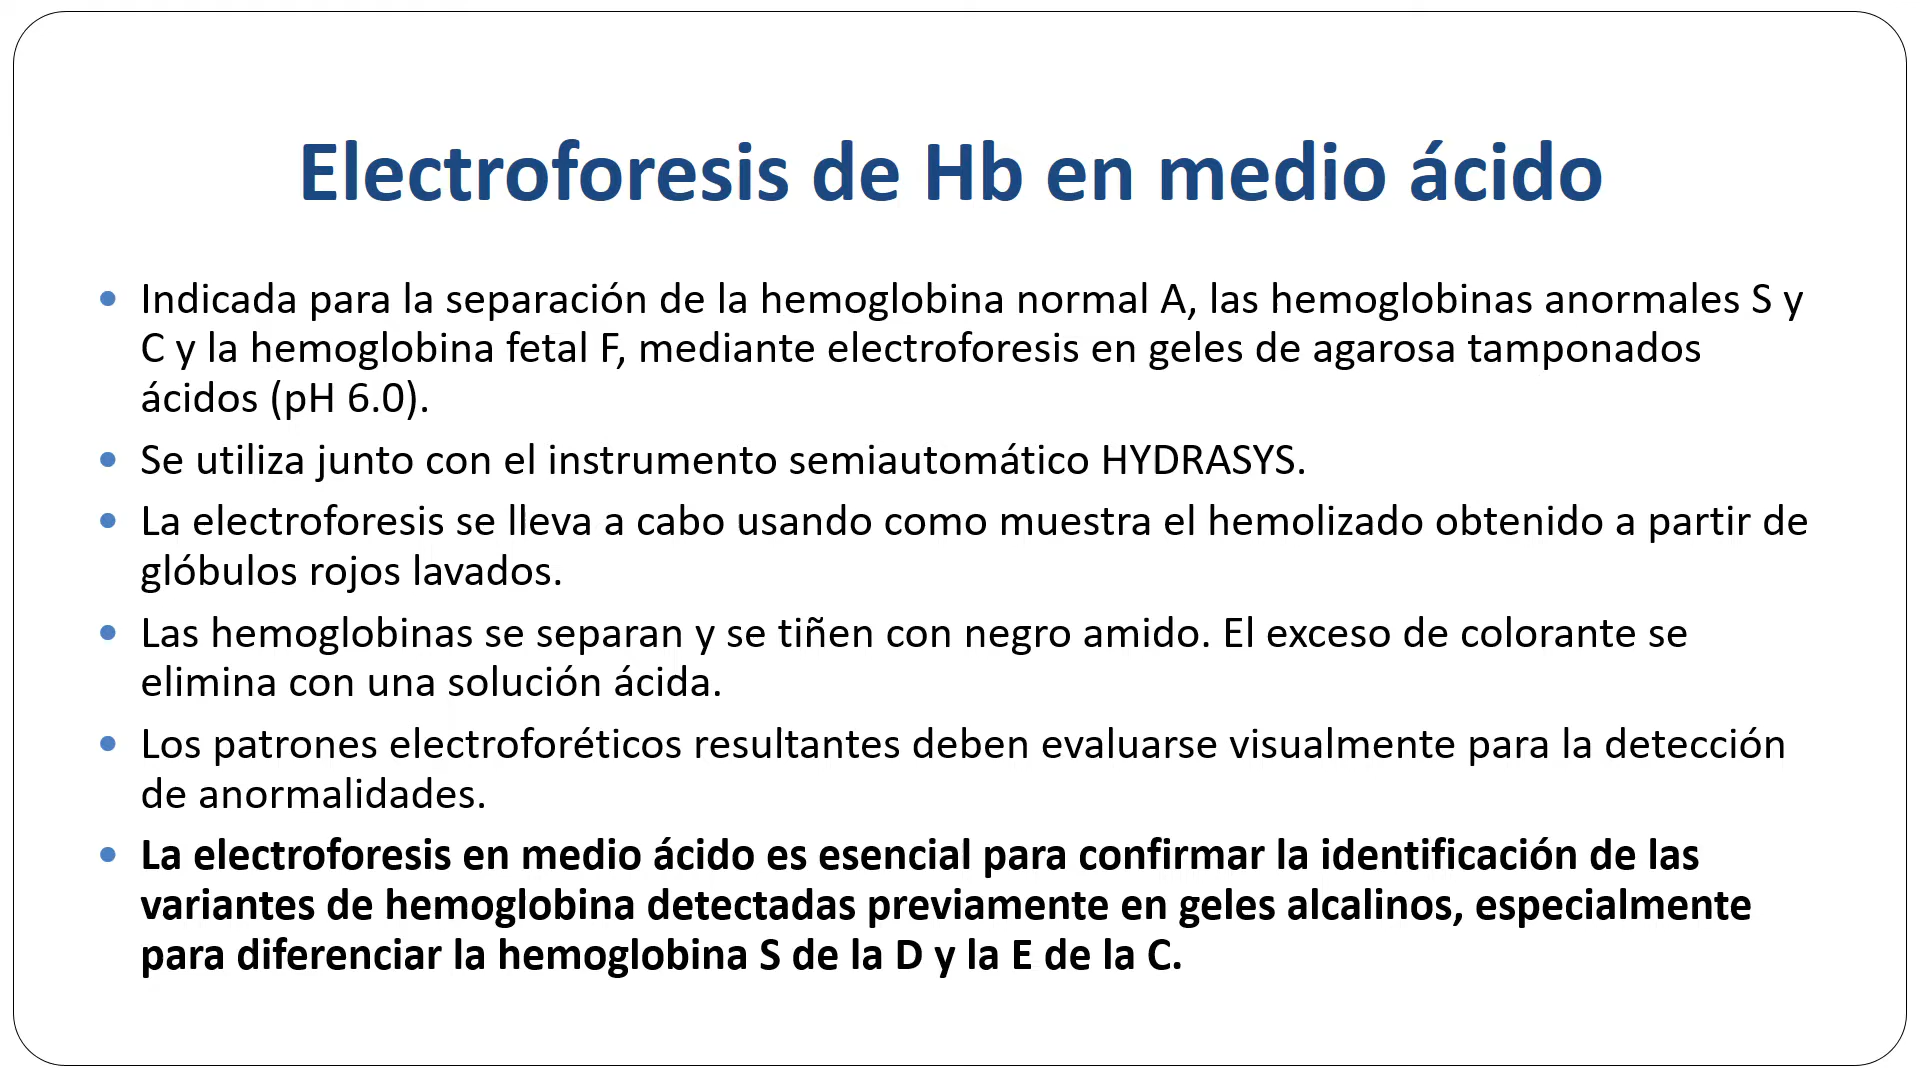 Electroforesis de Hb en medio ácido
• Indicada para la separación de la hemoglobina normal A, las hemoglobinas anormales S y
C y la hemoglobina fetal F, mediante electroforesis en geles de agarosa tamponados
ácidos (pH 6.0).
• Se utiliza junto con el instrumento semiautomático HYDRASYS.
• La electroforesis se lleva a cabo usando como muestra el hemolizado obtenido a partir de
glóbulos rojos lavados.
• Las hemoglobinas se separan y se tiñen con negro amido. El exceso de colorante se
elimina con una solución ácida.
• Los patrones electroforéticos resultantes deben evaluarse visualmente para la detección
de anormalidades.
• La electroforesis en medio ácido es esencial para confirmar la identificación de las
variantes de hemoglobina detectadas previamente en geles alcalinos, especialmente
para diferenciar la hemoglobina S de la D y la E de la C.